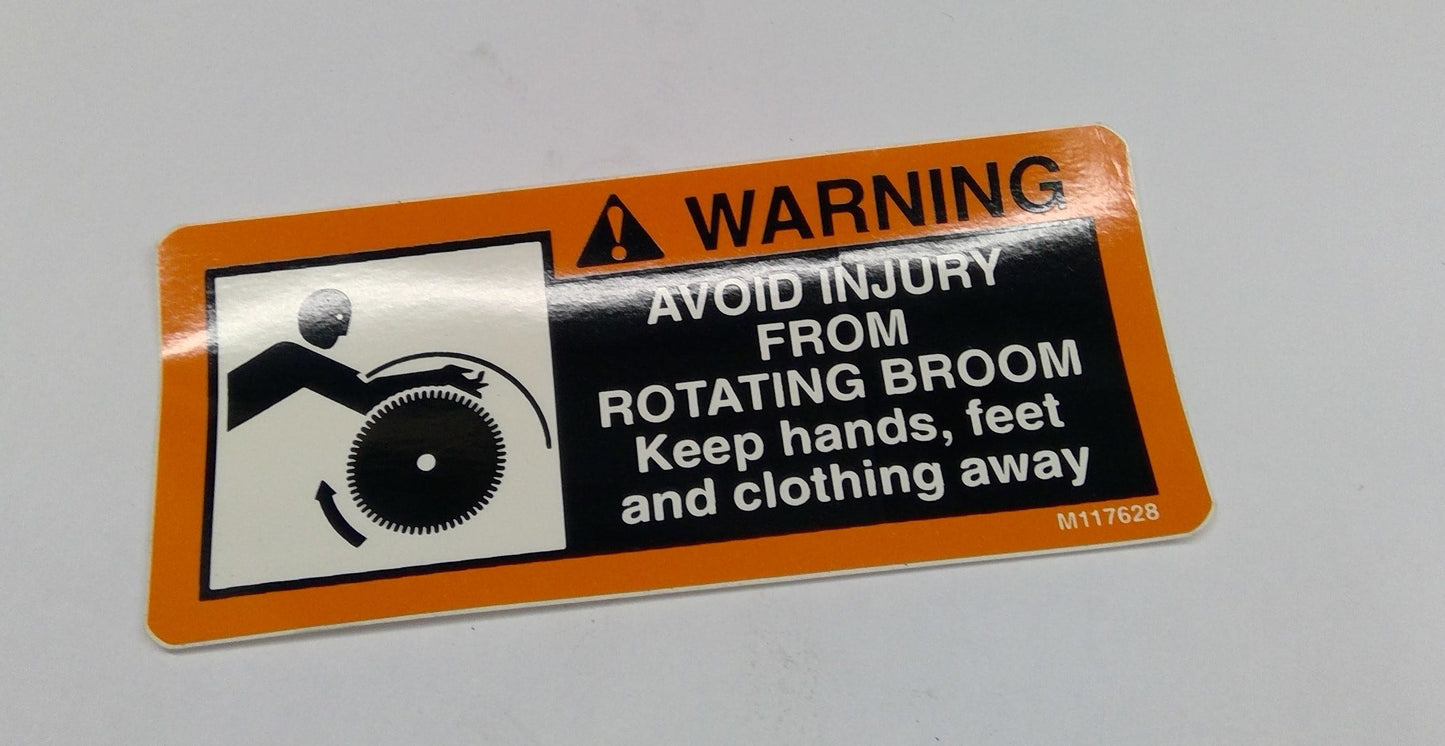 WARNING
AVOID INJURY
FROM
ROTATING BROOM
Keep hands, feet
and clothing away
M117628